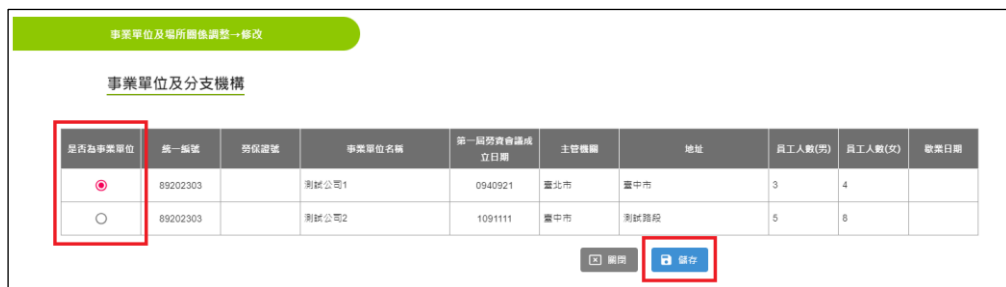 事業單位及場所關係調整→修改
事業單位及分支機構
是否為事業單位 統一編號 勞保證號 事業單位名稱 第一屆勞資會議成立日期 主管機關 地址 員工人數(男) 員工人數(女) 歇業日期
89202303 測試公司1 0940921 臺北市 臺中市 3 4
89202303 測試公司2 1091111 臺中市 測試路段 5 8
關閉 儲存